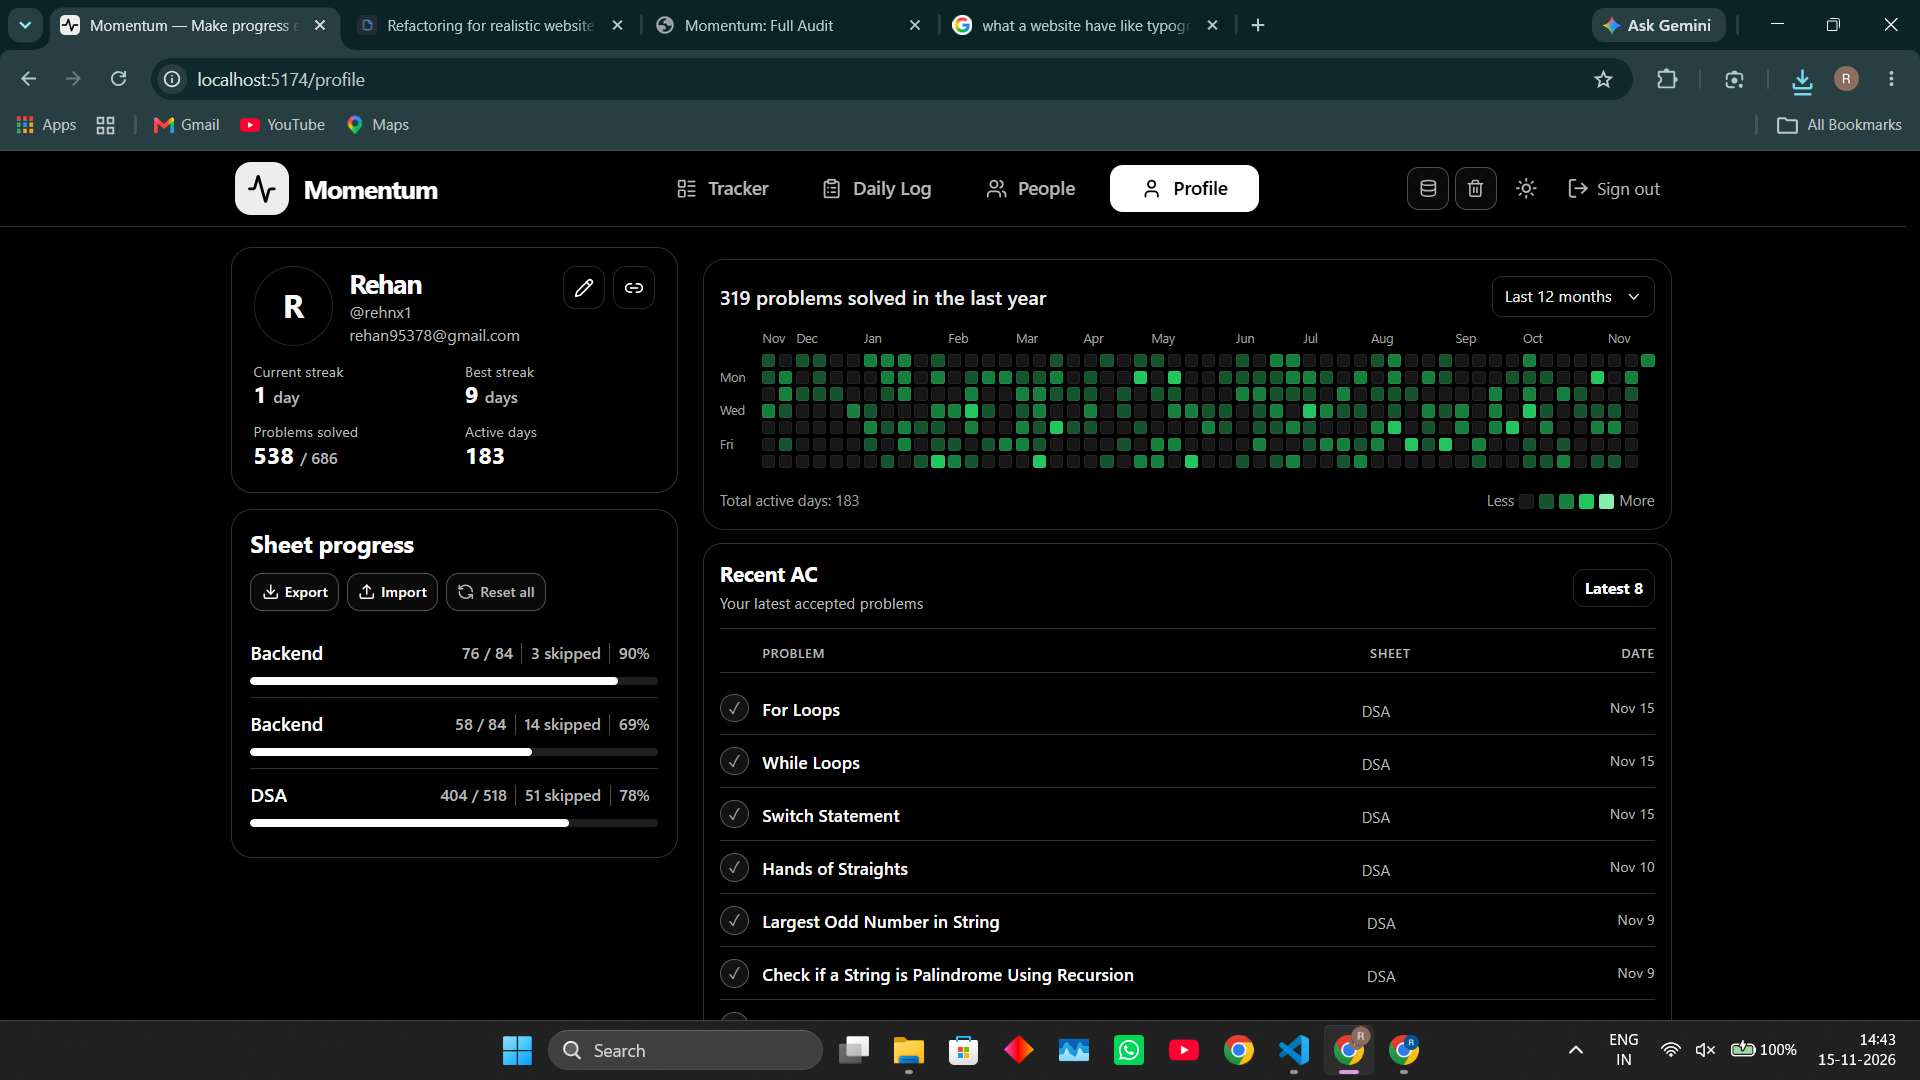 Momentum — Make progress e
Refactoring for realistic website
Momentum: Full Audit
what a website have like typogr
Ask Gemini
localhost:5174/profile
R
Apps
Gmail
YouTube
Maps
All Bookmarks
Momentum
Tracker
Daily Log
People
Profile
Sign out
R
Rehan
@rehnx1
rehan95378@gmail.com
Current streak
1 day
Best streak
9 days
Problems solved
538 / 686
Active days
183
Sheet progress
Export
Import
Reset all
Backend 76 / 84 3 skipped 90%
Backend 58 / 84 14 skipped 69%
DSA 404 / 518 51 skipped 78%
319 problems solved in the last year
Last 12 months
Nov Dec Jan Feb Mar Apr May Jun Jul Aug Sep Oct Nov
Mon
Wed
Fri
Total active days: 183
Less More
Recent AC
Your latest accepted problems
Latest 8
PROBLEM SHEET DATE
For Loops DSA Nov 15
While Loops DSA Nov 15
Switch Statement DSA Nov 15
Hands of Straights DSA Nov 10
Largest Odd Number in String DSA Nov 9
Check if a String is Palindrome Using Recursion DSA Nov 9
Search
R
R
ENG
IN
100%
14:43
15-11-2026